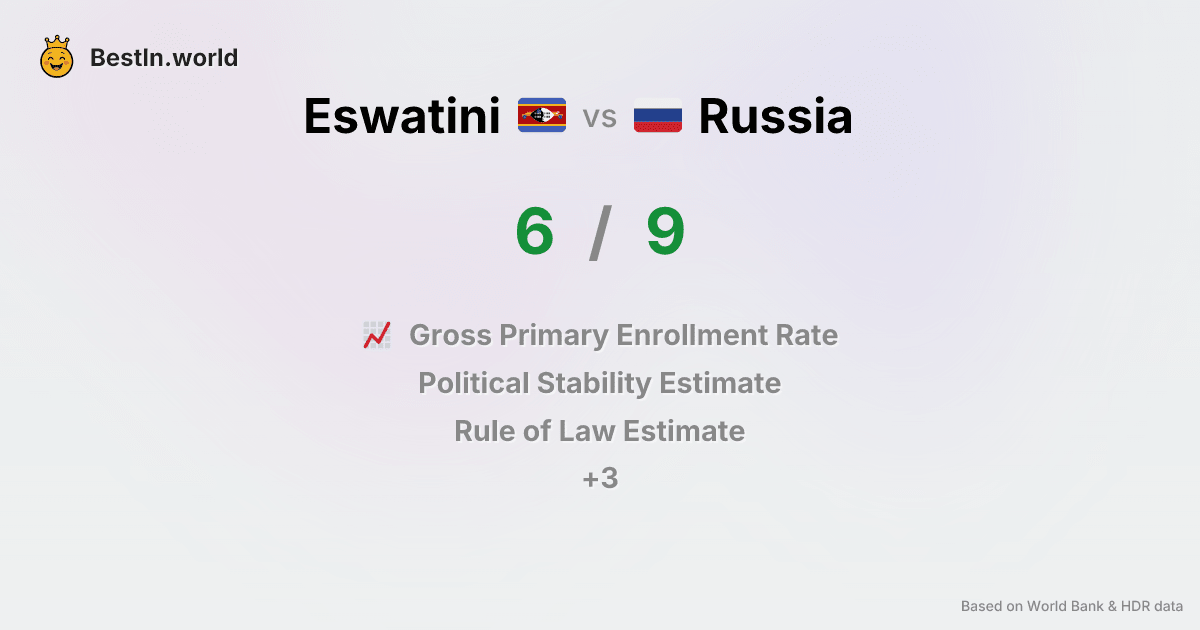 BestIn.world
Eswatini vs Russia
6 / 9
Gross Primary Enrollment Rate
Political Stability Estimate
Rule of Law Estimate
+3
Based on World Bank & HDR data